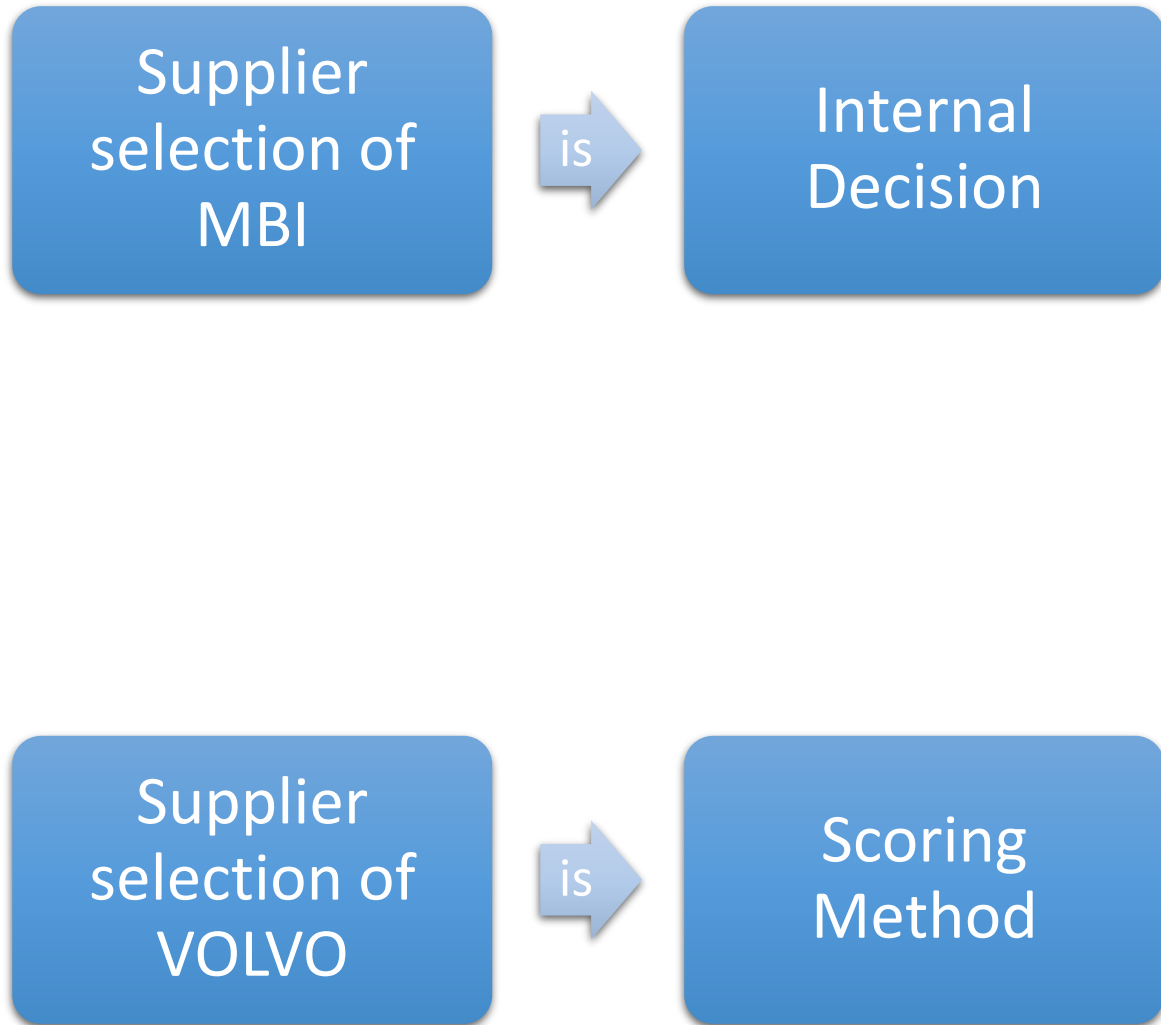 Supplier
selection of
MBI
is
Internal
Decision
Supplier
selection of
VOLVO
is
Scoring
Method